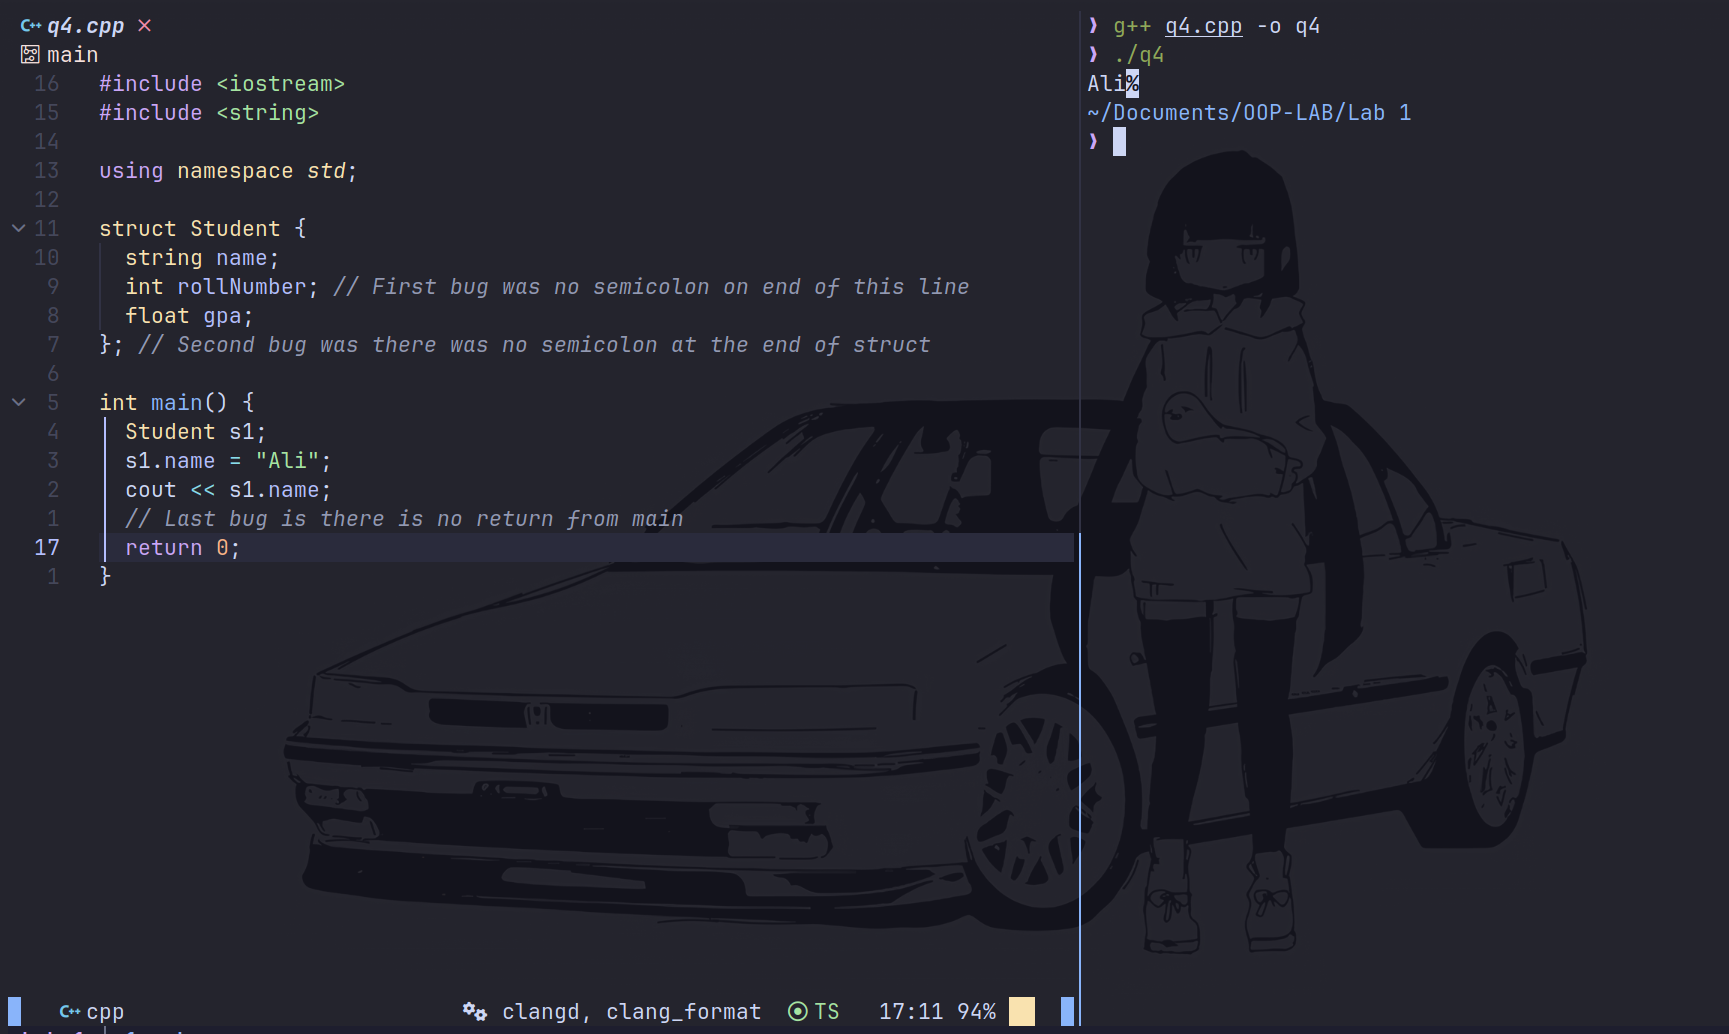 C++ q4.cpp ×
main
16 #include <iostream>
15 #include <string>
14
13 using namespace std;
12
11 struct Student {
10 string name;
9 int rollNumber; // First bug was no semicolon on end of this line
8 float gpa;
7 }; // Second bug was there was no semicolon at the end of struct
6
5 int main() {
4 Student s1;
3 s1.name = "Ali";
2 cout << s1.name;
1 // Last bug is there is no return from main
17 return 0;
1 }
C++ cpp clangd, clang_format TS 17:11 94%
❯ g++ q4.cpp -o q4
❯ ./q4
Ali%
~/Documents/OOP-LAB/Lab 1
❯